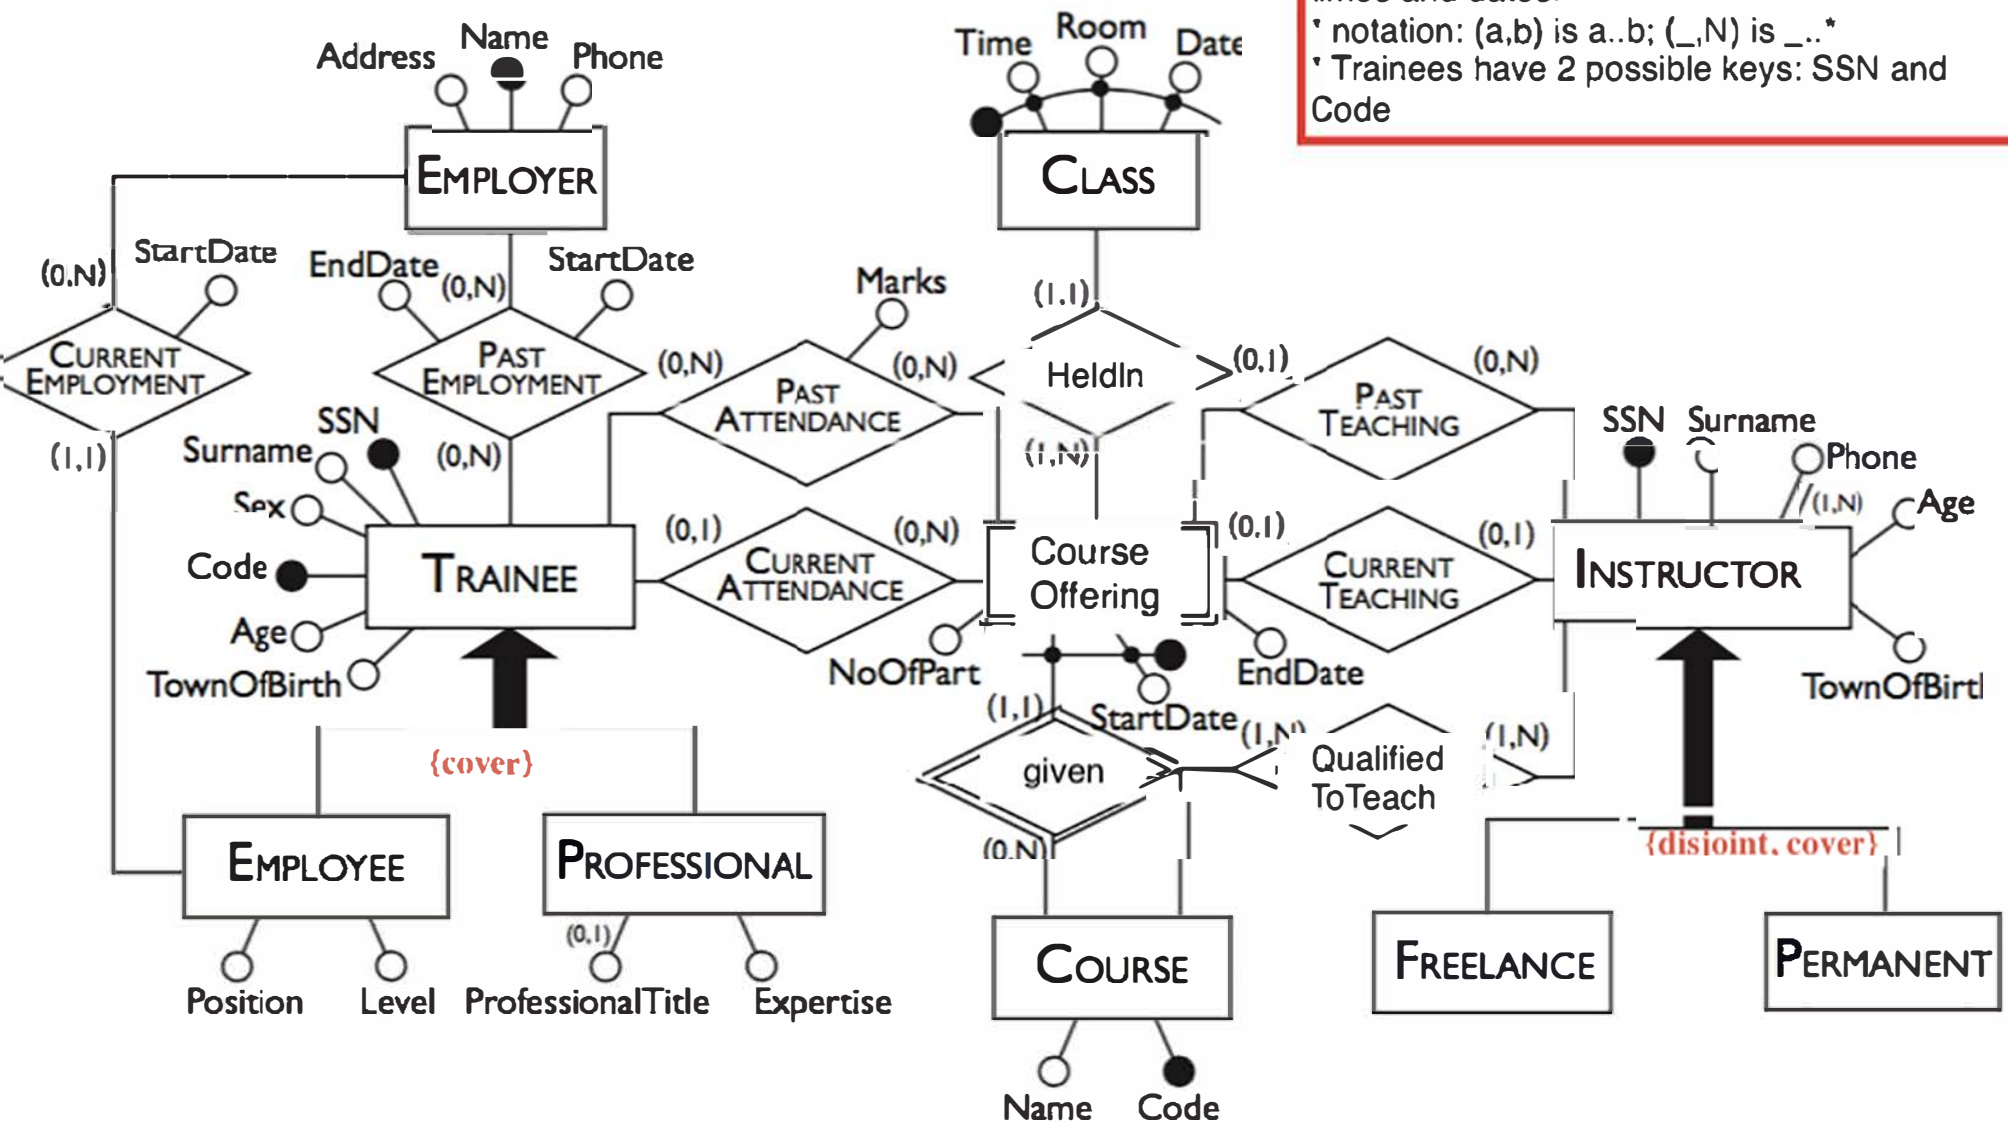 ' notation: (a,b) is a..b; (_,N) is _..*
' Trainees have 2 possible keys: SSN and
Code
Address
Name
Phone
Time
Room
Date
EMPLOYER
CLASS
(0,N)
StartDate
EndDate
(0,N)
StartDate
Marks
(1,1)
CURRENT
EMPLOYMENT
PAST
EMPLOYMENT
(0,N)
PAST
ATTENDANCE
(0,N)
HeldIn
(0,1)
PAST
TEACHING
(0,N)
(1,1)
SSN
Surname
(0,N)
(1,N)
SSN
Surname
Phone
(1,N)
Age
Sex
Code
TRAINEE
(0,1)
CURRENT
ATTENDANCE
(0,N)
Course
Offering
(0,1)
CURRENT
TEACHING
(0,1)
INSTRUCTOR
Age
TownOfBirth
NoOfPart
StartDate
EndDate
TownOfBirtl
{cover}
(1,1)
given
(1,N)
Qualified
ToTeach
(1,N)
(0,N)
{disjoint, cover}
EMPLOYEE
PROFESSIONAL
(0,1)
COURSE
FREELANCE
PERMANENT
Position
Level
ProfessionalTitle
Expertise
Name
Code